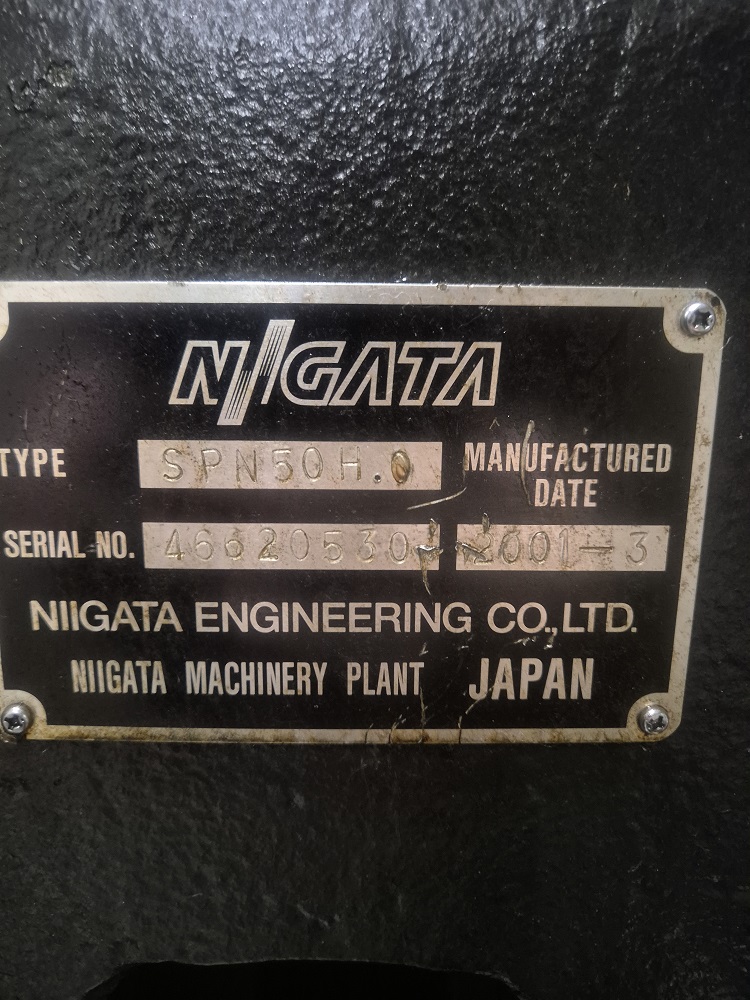 NIIGATA
TYPE SPN50H.0 MANUFACTURED
DATE
SERIAL NO. 46620530 2001-3
NIIGATA ENGINEERING CO.,LTD.
NIIGATA MACHINERY PLANT JAPAN